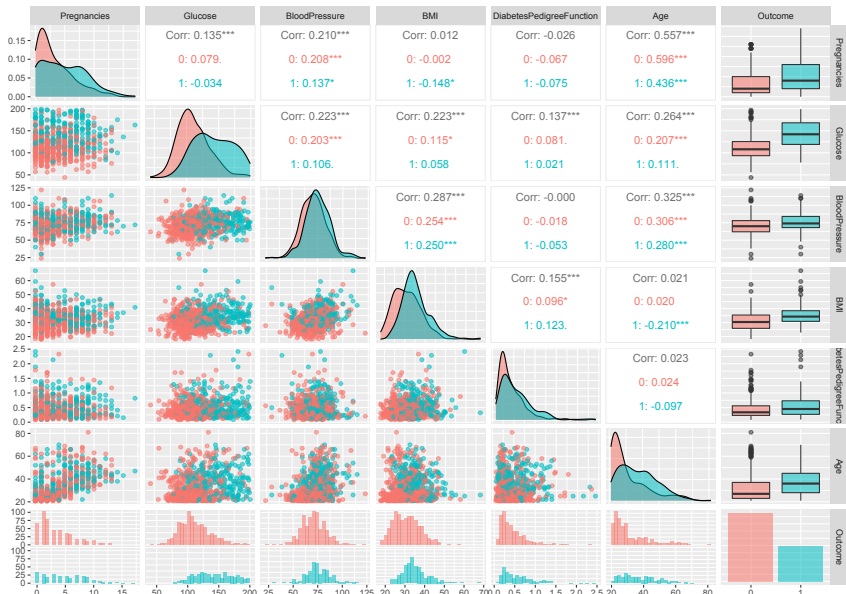 Pregnancies Glucose BloodPressure BMI DiabetesPedigreeFunction Age Outcome
0.15
0.10
0.05
0.00
Corr: 0.135*** Corr: 0.210*** Corr: 0.012 Corr: -0.026 Corr: 0.557***
0: 0.079. 0: 0.208*** 0: -0.002 0: -0.067 0: 0.596***
1: -0.034 1: 0.137* 1: -0.148* 1: -0.075 1: 0.436***
Pregnancies
200
150
100
50
Corr: 0.223*** Corr: 0.223*** Corr: 0.137*** Corr: 0.264***
0: 0.203*** 0: 0.115* 0: 0.081. 0: 0.207***
1: 0.106. 1: 0.058 1: 0.021 1: 0.111.
Glucose
125
100
75
50
25
Corr: 0.287*** Corr: -0.000 Corr: 0.325***
0: 0.254*** 0: -0.018 0: 0.306***
1: 0.250*** 1: -0.053 1: 0.280***
BloodPressure
60
50
40
30
20
Corr: 0.155*** Corr: 0.021
0: 0.096* 0: 0.020
1: 0.123. 1: -0.210***
BMI
2.5
2.0
1.5
1.0
0.5
0.0
Corr: 0.023
0: 0.024
1: -0.097
betesPedigreeFunc
80
60
40
20
Age
100
75
50
25
0
100
75
50
25
0
Outcome
0 5 10 15 50 100 150 200 25 50 75 100 125 20 30 40 50 60 70 0.0 0.5 1.0 1.5 2.0 2.5 20 40 60 80 0 1